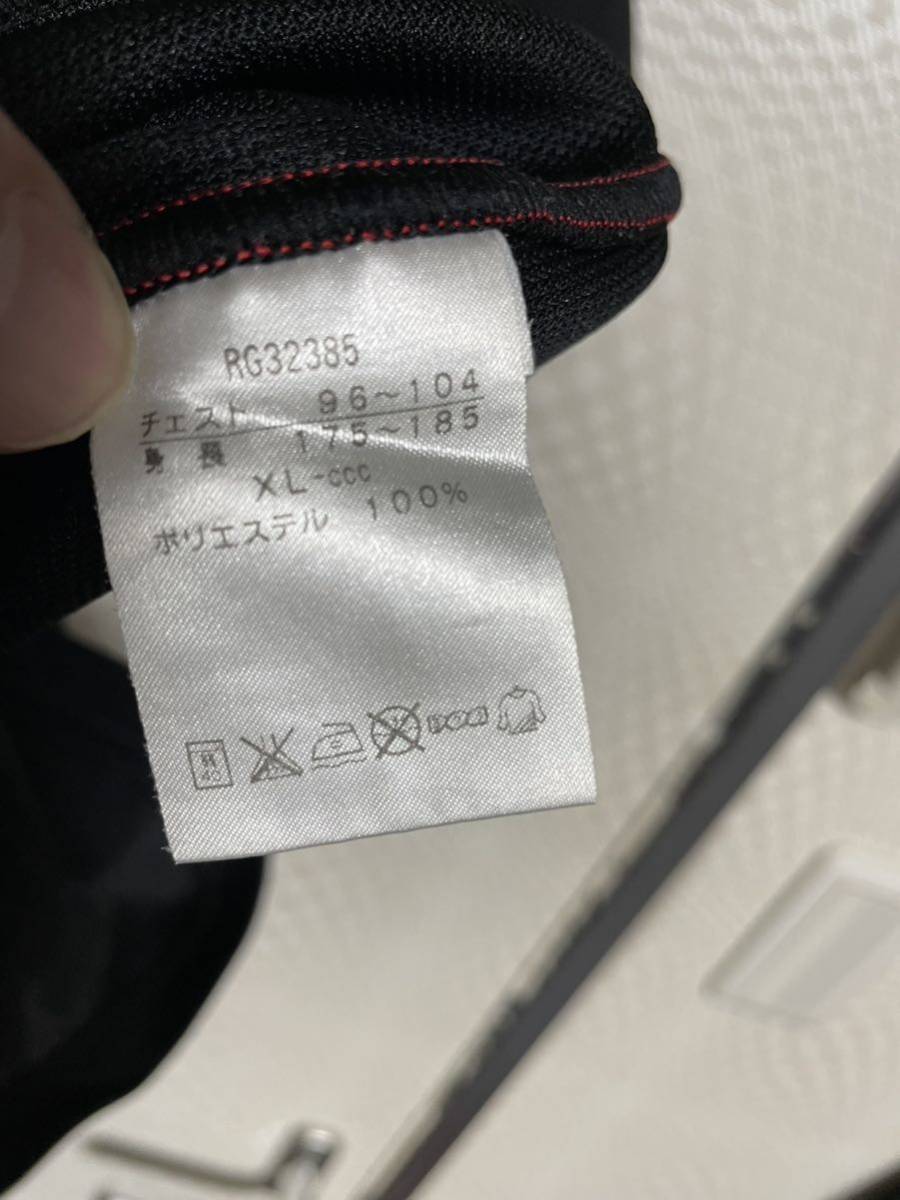 RG32385
チェスト 96~104
身長 175~185
XL-ccc
ポリエステル 100%